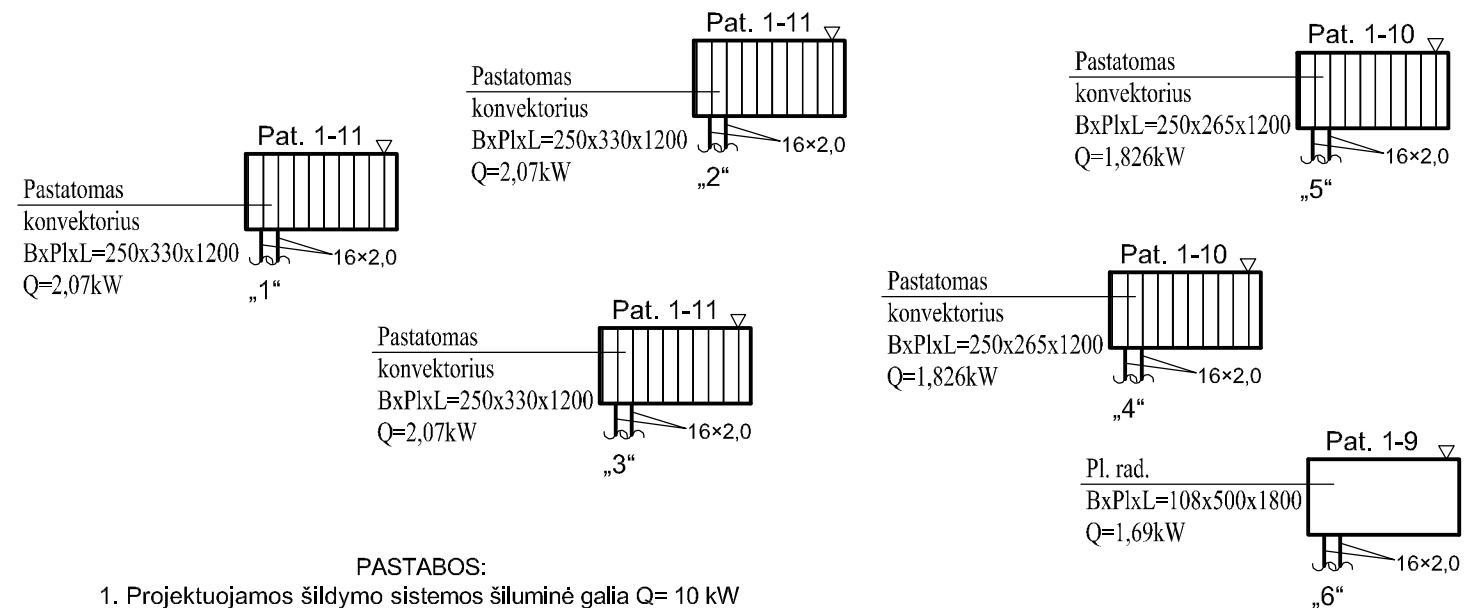 Pat. 1-11
Pastatomas
konvektorius
BxPlxL=250x330x1200
Q=2,07kW
16×2,0
„1“
Pat. 1-11
Pastatomas
konvektorius
BxPlxL=250x330x1200
Q=2,07kW
16×2,0
„2“
Pat. 1-11
Pastatomas
konvektorius
BxPlxL=250x330x1200
Q=2,07kW
16×2,0
„3“
Pat. 1-10
Pastatomas
konvektorius
BxPlxL=250x265x1200
Q=1,826kW
16×2,0
„5“
Pat. 1-10
Pastatomas
konvektorius
BxPlxL=250x265x1200
Q=1,826kW
16×2,0
„4“
Pat. 1-9
Pl. rad.
BxPlxL=108x500x1800
Q=1,69kW
16×2,0
„6“
PASTABOS:
1. Projektuojamos šildymo sistemos šiluminė galia Q= 10 kW